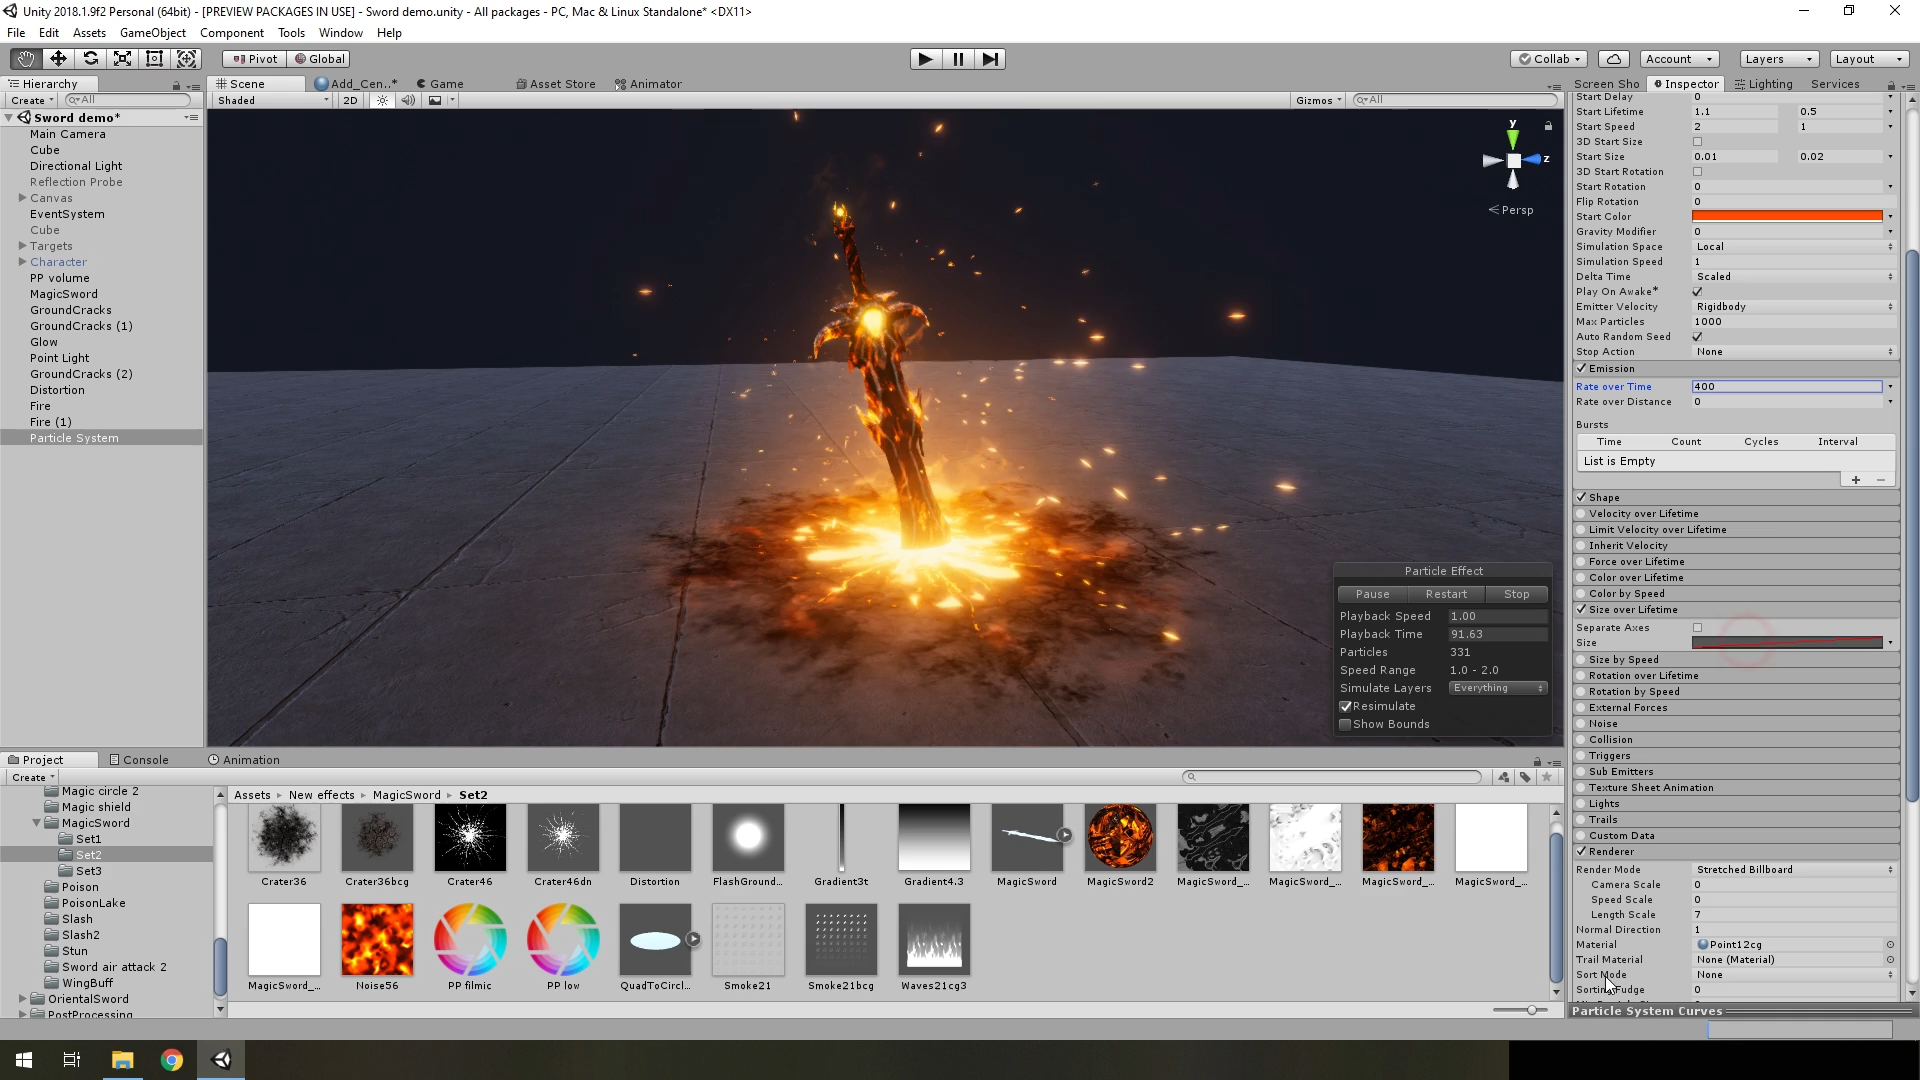 Unity 2018.1.9f2 Personal (64bit) - [PREVIEW PACKAGES IN USE] - Sword demo.unity - All packages - PC, Mac & Linux Standalone* <DX11>
File Edit Assets GameObject Component Tools Window Help
Pivot Global Collab Account Layers Layout
Hierarchy Scene Add_Cen..* Game Asset Store Animator Screen Sho Inspector Lighting Services
Create All Shaded 2D Gizmos All
Sword demo*
Main Camera
Cube
Directional Light
Reflection Probe
Canvas
EventSystem
Cube
Targets
Character
PP volume
MagicSword
GroundCracks
GroundCracks (1)
Glow
Point Light
GroundCracks (2)
Distortion
Fire
Fire (1)
Particle System
y
z
Persp
Particle Effect
Pause Restart Stop
Playback Speed 1.00
Playback Time 91.63
Particles 331
Speed Range 1.0 - 2.0
Simulate Layers Everything
Resimulate
Show Bounds
Start Delay 0
Start Lifetime 1.1 0.5
Start Speed 2 1
3D Start Size
Start Size 0.01 0.02
3D Start Rotation
Start Rotation 0
Flip Rotation 0
Start Color
Gravity Modifier 0
Simulation Space Local
Simulation Speed 1
Delta Time Scaled
Play On Awake*
Emitter Velocity Rigidbody
Max Particles 1000
Auto Random Seed
Stop Action None
Emission
Rate over Time 400
Rate over Distance 0
Bursts
Time Count Cycles Interval
List is Empty
Shape
Velocity over Lifetime
Limit Velocity over Lifetime
Inherit Velocity
Force over Lifetime
Color over Lifetime
Color by Speed
Size over Lifetime
Separate Axes
Size
Size by Speed
Rotation over Lifetime
Rotation by Speed
External Forces
Noise
Collision
Triggers
Sub Emitters
Texture Sheet Animation
Lights
Trails
Custom Data
Renderer
Render Mode Stretched Billboard
Camera Scale 0
Speed Scale 0
Length Scale 7
Normal Direction 1
Material Point12cg
Trail Material None (Material)
Sort Mode None
Sorting Fudge 0
Particle System Curves
Project Console Animation
Create
Magic circle 2
Magic shield
MagicSword
Set1
Set2
Set3
Poison
PoisonLake
Slash
Slash2
Stun
Sword air attack 2
WingBuff
OrientalSword
PostProcessing
Assets New effects MagicSword Set2
Crater36 Crater36bcg Crater46 Crater46dn Distortion FlashGround... Gradient3t Gradient4.3 MagicSword MagicSword2 MagicSword_... MagicSword_... MagicSword_... MagicSword_...
MagicSword_... Noise56 PP filmic PP low QuadToCircl... Smoke21 Smoke21bcg Waves21cg3